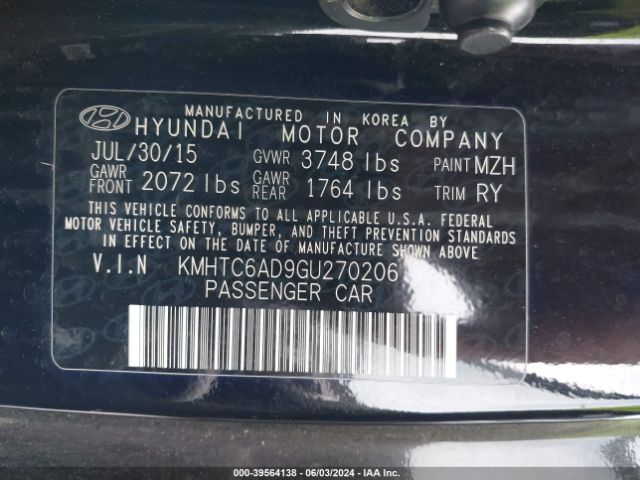 MANUFACTURED IN KOREA BY
HYUNDAI MOTOR COMPANY
JUL/30/15 GVWR 3748 lbs PAINT MZH
GAWR FRONT 2072 lbs GAWR REAR 1764 lbs TRIM RY
THIS VEHICLE CONFORMS TO ALL APPLICABLE U.S.A. FEDERAL
MOTOR VEHICLE SAFETY, BUMPER, AND THEFT PREVENTION
STANDARDS IN EFFECT ON THE DATE OF MANUFACTURE SHOWN ABOVE.
V.I.N KMHTC6AD9GU270206
PASSENGER CAR
STOCK#: 39564138 - 06/03/2024 - IAA Inc.